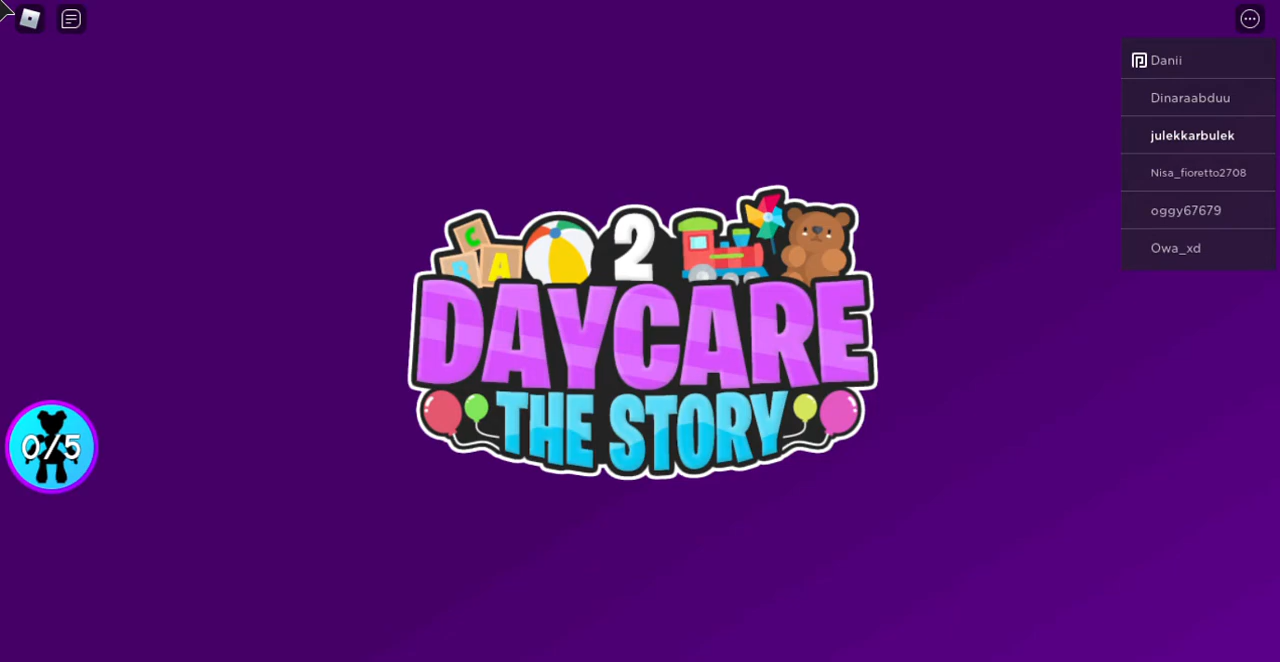 Danii
Dinaraabduu
julekkarbulek
Nisa_fioretto2708
oggy67679
Owa_xd
C
B A
2
DAYCARE
THE STORY
0/5